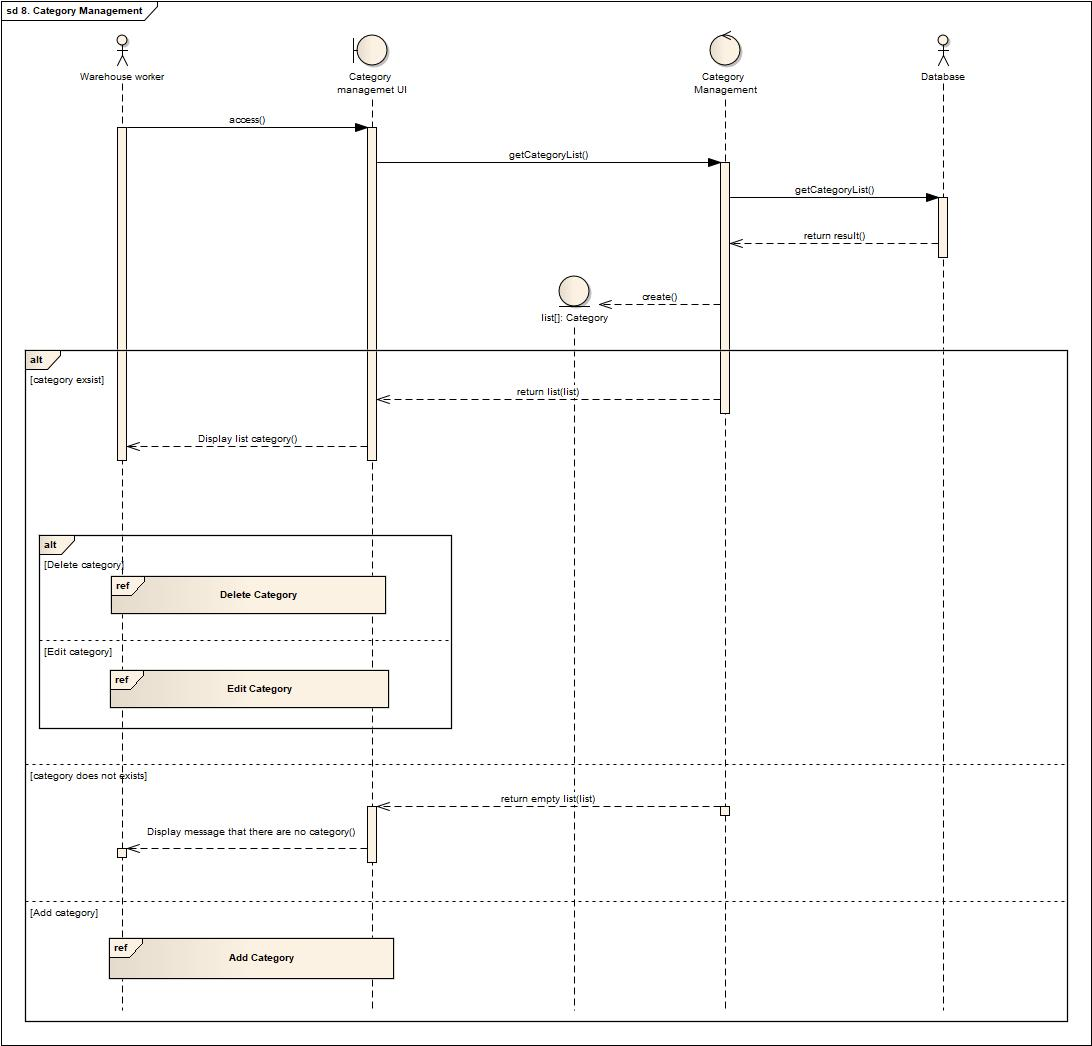 sd 8. Category Management
Warehouse worker
Category
managemet UI
Category
Management
Database
access()
getCategoryList()
getCategoryList()
return result()
create()
list[]: Category
alt
[category exsist]
return list(list)
Display list category()
alt
[Delete category]
ref
Delete Category
[Edit category]
ref
Edit Category
[category does not exists]
return empty list(list)
Display message that there are no category()
[Add category]
ref
Add Category